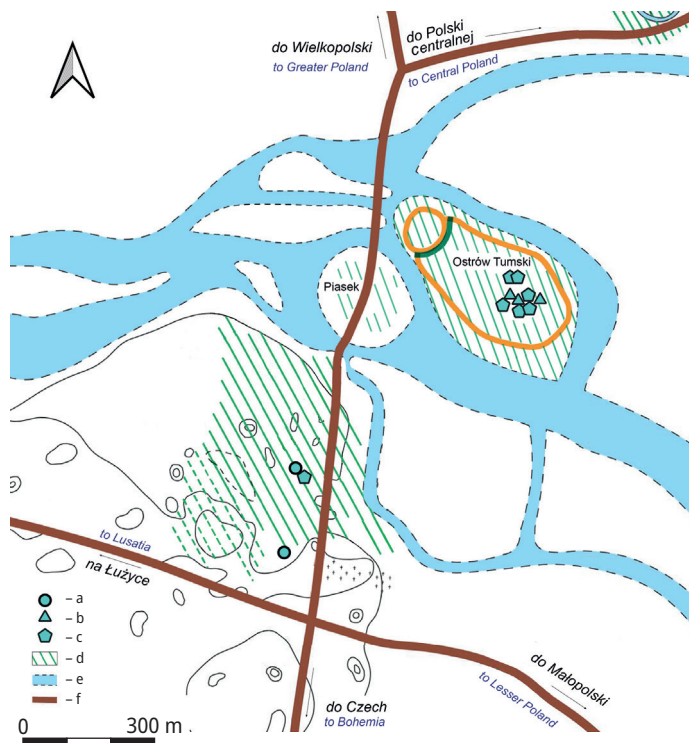 do Wielkopolski
to Greater Poland
do Polski
centralnej
to Central Poland
Ostrów Tumski
Piasek
to Lusatia
na Łużyce
do Małopolski
to Lesser Poland
do Czech
to Bohemia
– a
– b
– c
– d
– e
– f
0 300 m